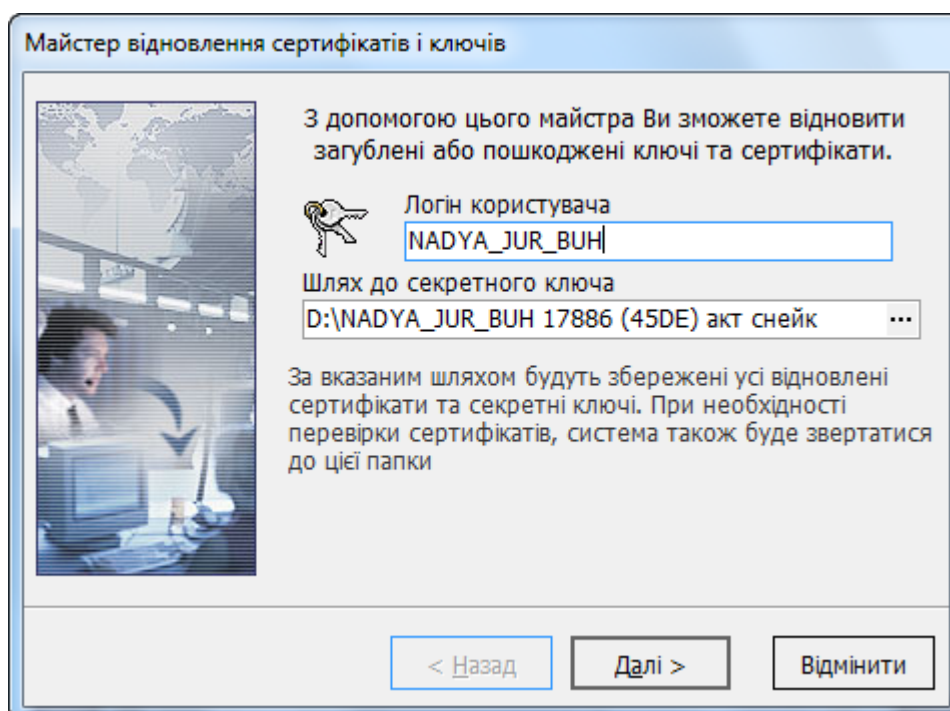 Майстер відновлення сертифікатів і ключів
З допомогою цього майстра Ви зможете відновити
загублені або пошкоджені ключі та сертифікати.
Логін користувача
NADYA_JUR_BUH
Шлях до секретного ключа
D:\NADYA_JUR_BUH 17886 (45DE) акт снейк ...
За вказаним шляхом будуть збережені усі відновлені
сертифікати та секретні ключі. При необхідності
перевірки сертифікатів, система також буде звертатися
до цієї папки
< Назад Далі > Відмінити